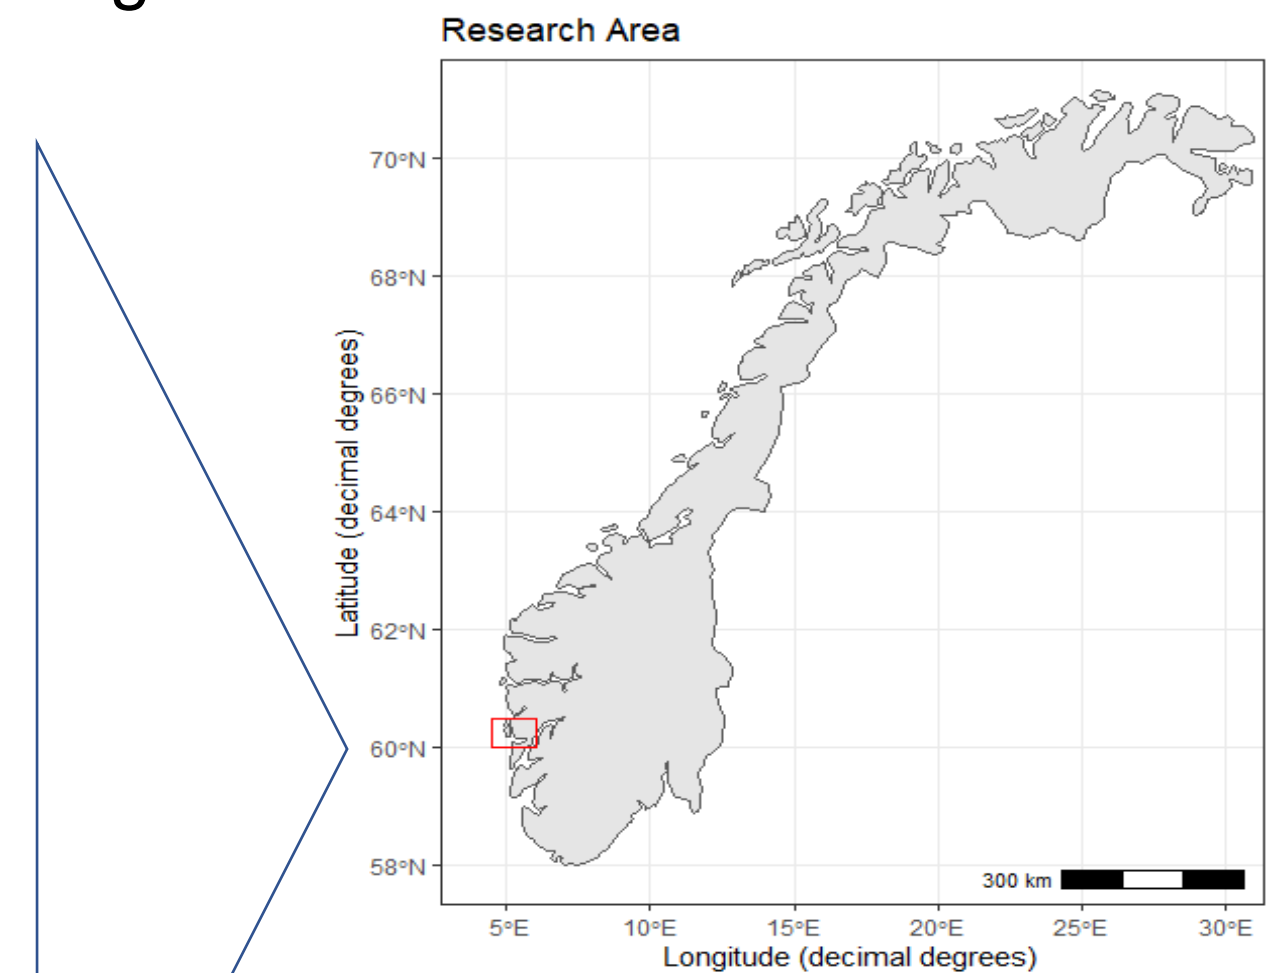 Research Area
70°N
68°N
66°N
64°N
62°N
60°N
58°N
Latitude (decimal degrees)
300 km
5°E 10°E 15°E 20°E 25°E 30°E
Longitude (decimal degrees)